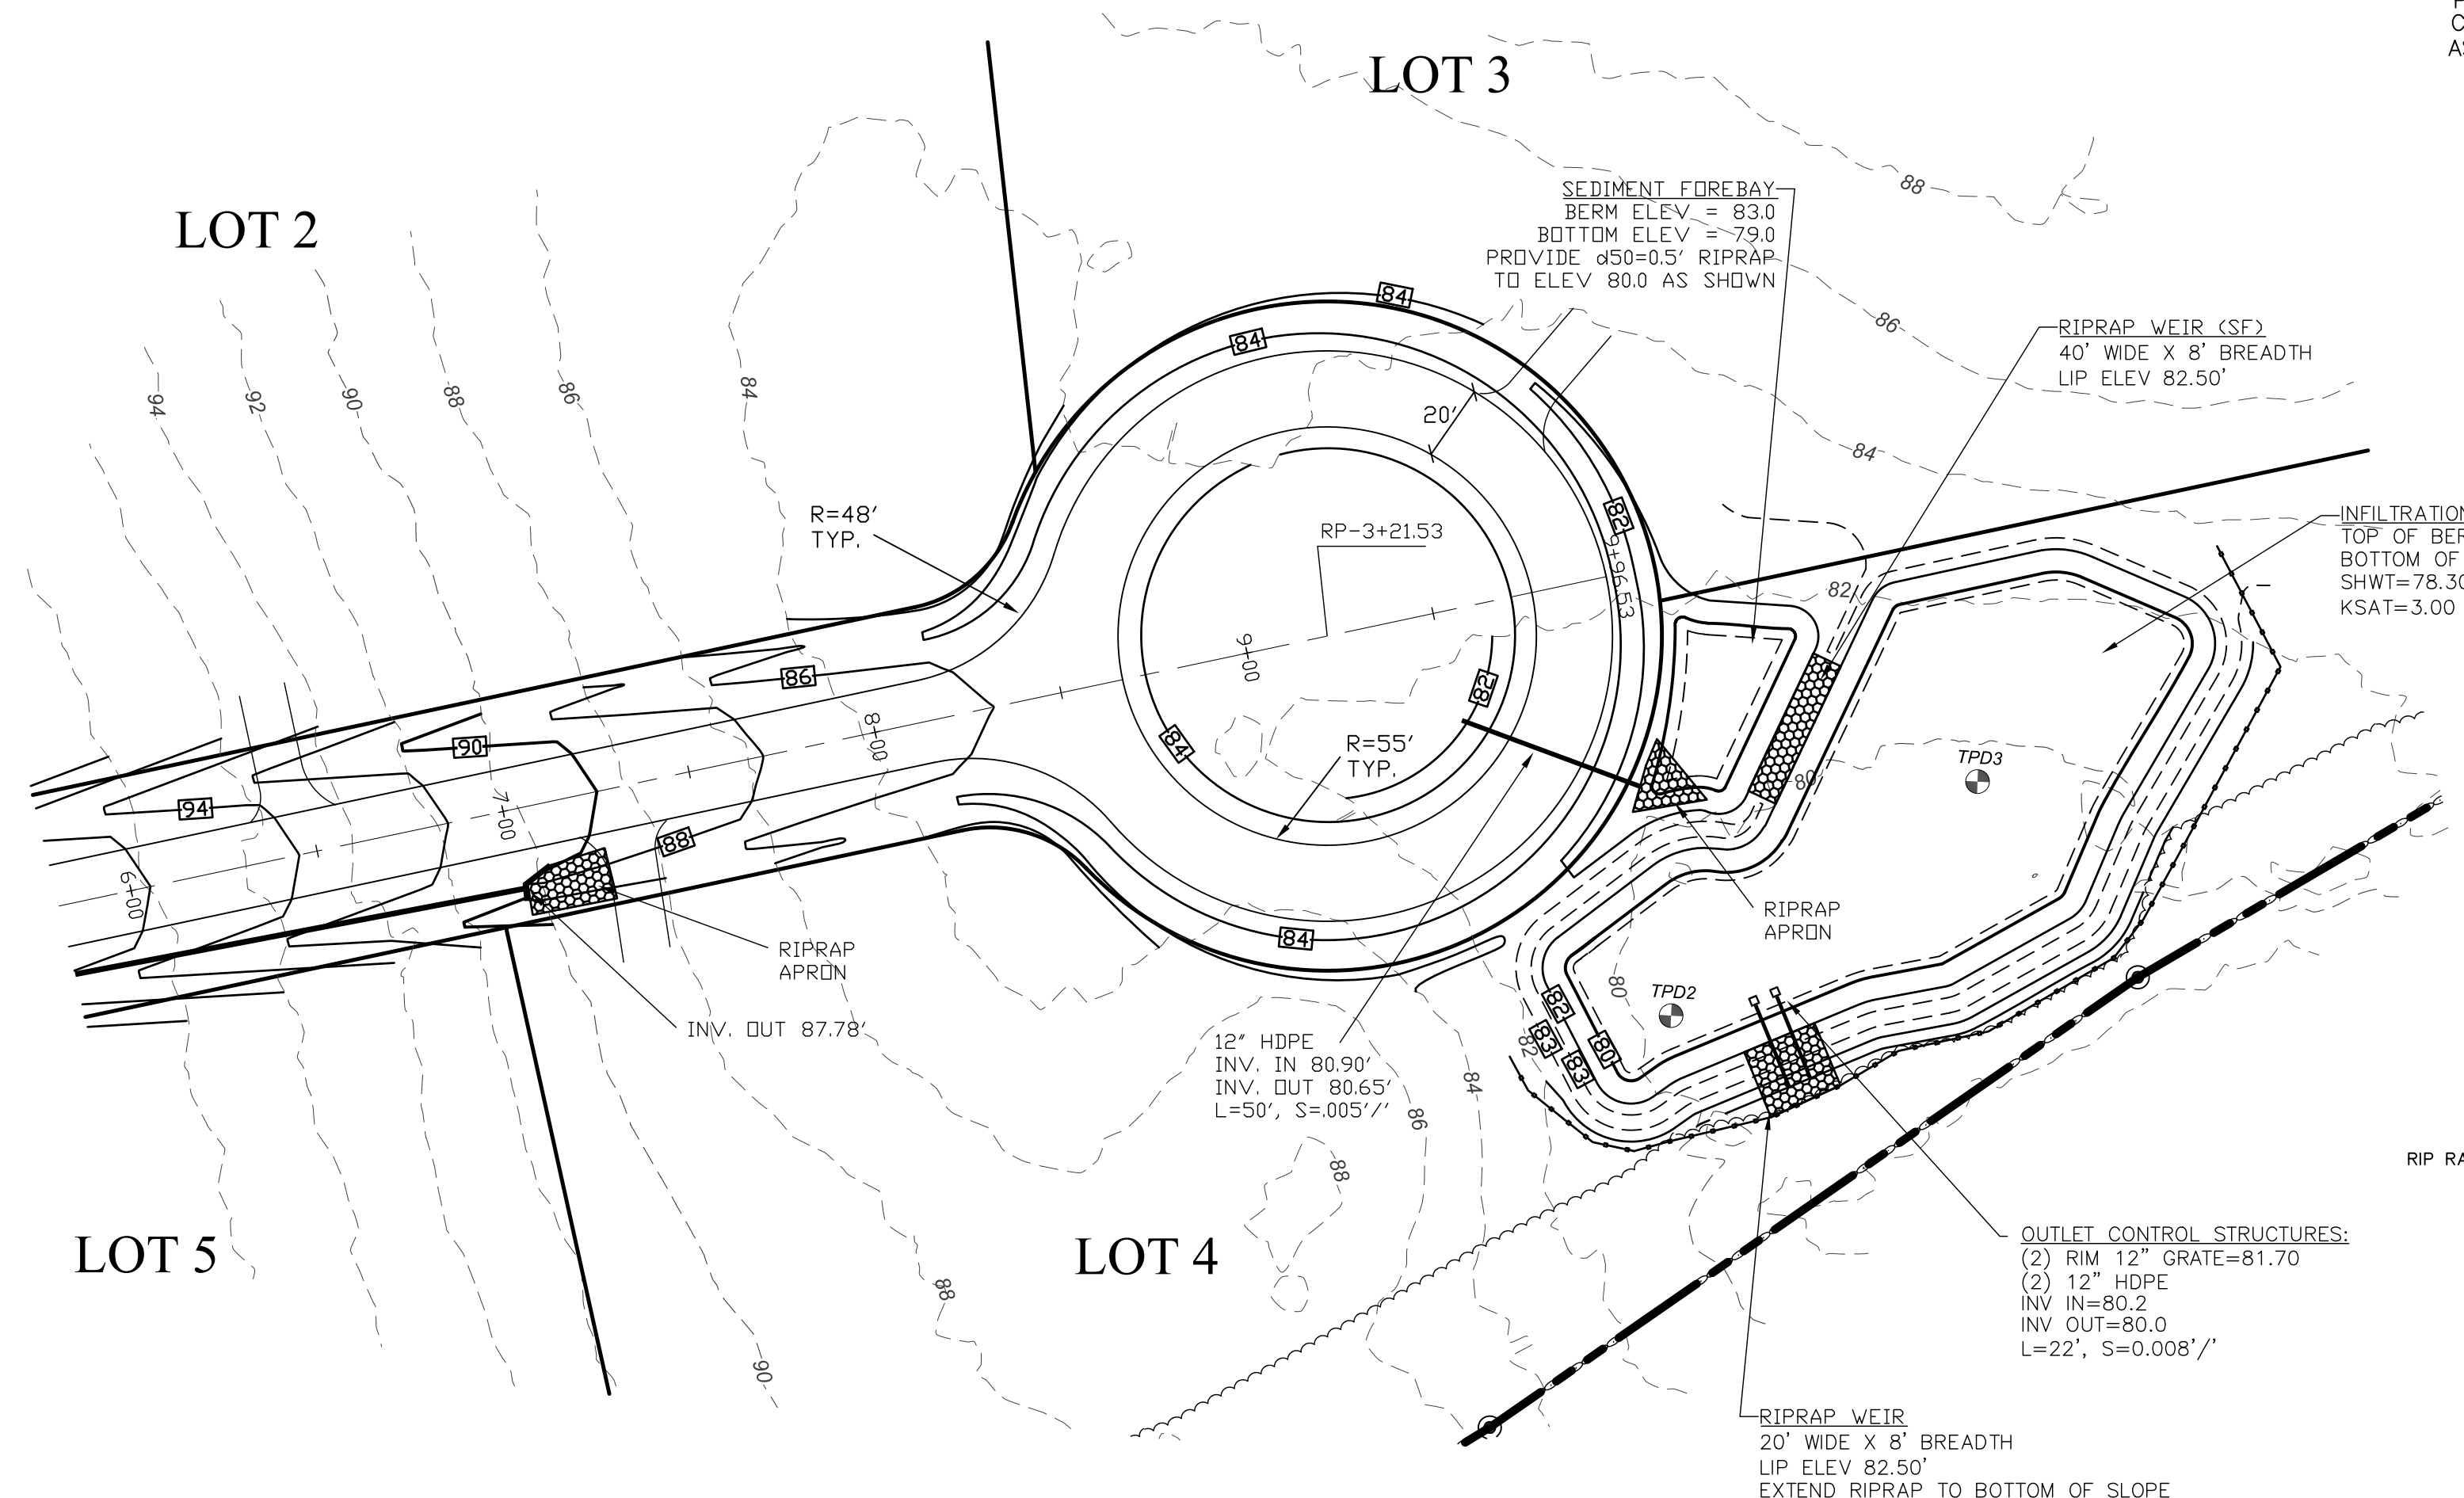 LOT 3
LOT 2
SEDIMENT FOREBAY
BERM ELEV = 83.0
BOTTOM ELEV = 79.0
PROVIDE d50=0.5' RIPRAP
TO ELEV 80.0 AS SHOWN
88
86
84
82
80
RIPRAP WEIR (SF)
40' WIDE X 8' BREADTH
LIP ELEV 82.50'
94
92
90
88
86
84
84
84
20'
82
9+96.53
R=48'
TYP.
RP-3+21.53
SHWT=78.30
KSAT=3.00
BOTTOM OF
TOP OF
9+00
82
84
R=55'
TYP.
86
8+00
90
94
7+00
88
6+00
84
TPD3
TPD2
80
RIPRAP
APRON
RIPRAP
APRON
INV. OUT 87.78'
12" HDPE
INV. IN 80.90'
INV. OUT 80.65'
L=50', S=.005'/'
82
83
83
80
82
84
86
88
88
90
LOT 5
LOT 4
OUTLET CONTROL STRUCTURES:
(2) RIM 12" GRATE=81.70
(2) 12" HDPE
INV IN=80.2
INV OUT=80.0
L=22', S=0.008'/'
RIPRAP WEIR
20' WIDE X 8' BREADTH
LIP ELEV 82.50'
EXTEND RIPRAP TO BOTTOM OF SLOPE